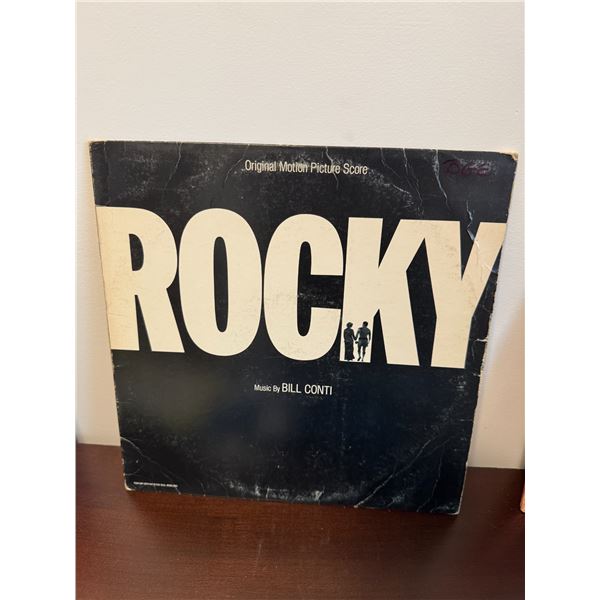 Original Motion Picture Score
ROCKY
Music By BILL CONTI